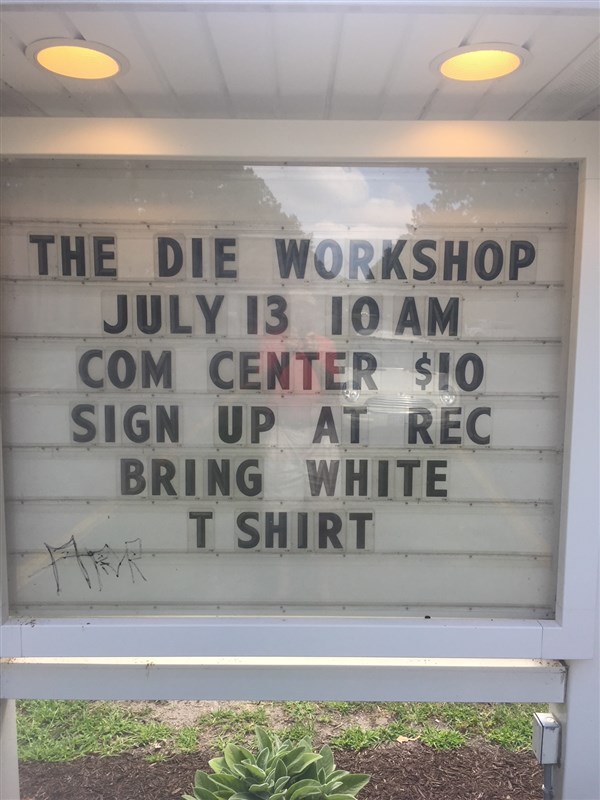 THE DIE WORKSHOP
JULY 13 10 AM
COM CENTER $10
SIGN UP AT REC
BRING WHITE
T SHIRT